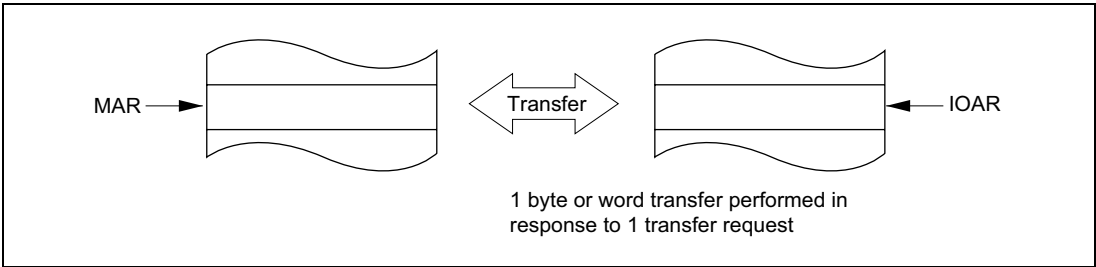 MAR
Transfer
IOAR
1 byte or word transfer performed in
response to 1 transfer request